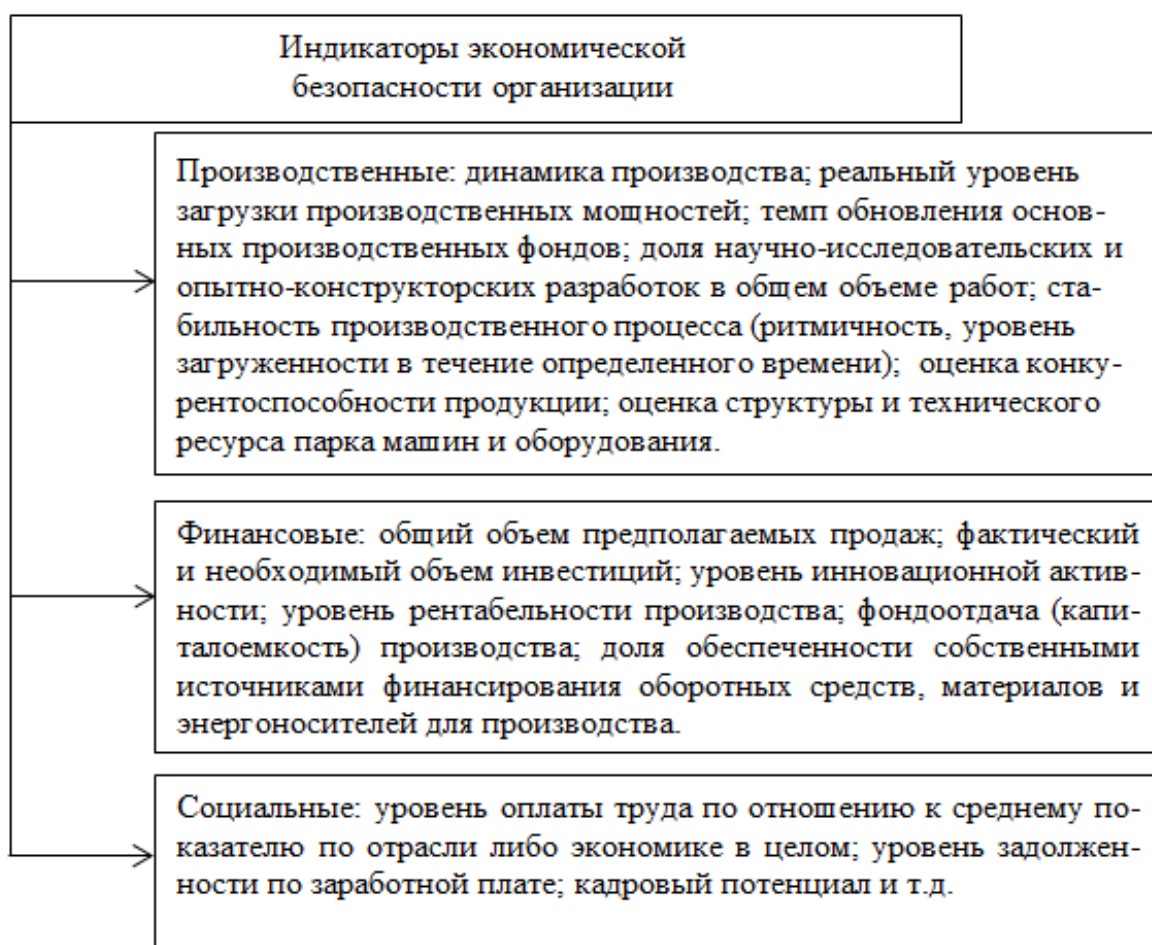 Индикаторы экономической
безопасности организации
Производственные: динамика производства; реальный уровень
загрузки производственных мощностей; темп обновления основ-
ных производственных фондов; доля научно-исследовательских и
опытно-конструкторских разработок в общем объеме работ; ста-
бильность производственного процесса (ритмичность, уровень
загруженности в течение определенного времени);  оценка конку-
рентоспособности продукции; оценка структуры и технического
ресурса парка машин и оборудования.
Финансовые: общий объем предполагаемых продаж; фактический
и необходимый объем инвестиций; уровень инновационной актив-
ности; уровень рентабельности производства; фондоотдача (капи-
талоемкость) производства; доля обеспеченности собственными
источниками финансирования оборотных средств, материалов и
энергоносителей для производства.
Социальные: уровень оплаты труда по отношению к среднему по-
казателю по отрасли либо экономике в целом; уровень задолжен-
ности по заработной плате; кадровый потенциал и т.д.